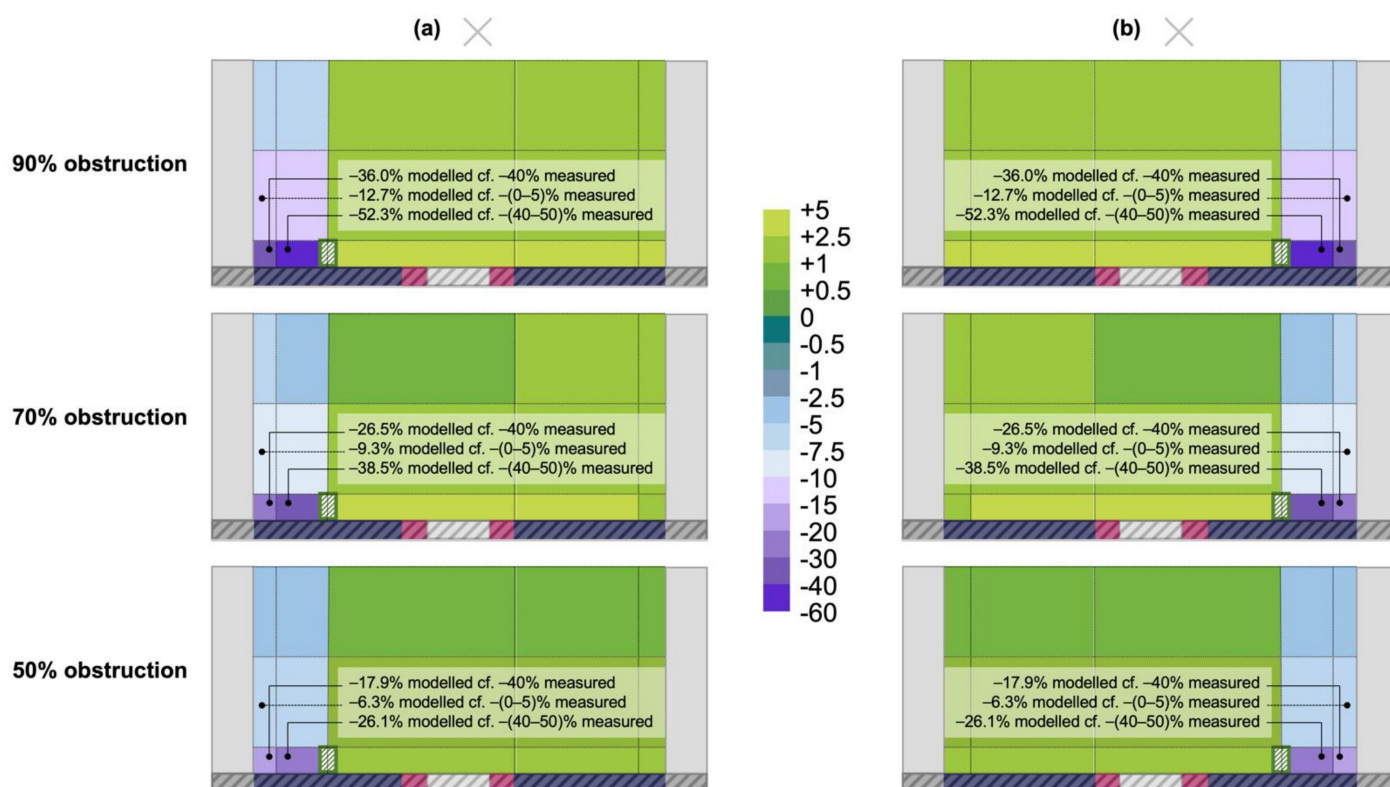 (a)
(b)
90% obstruction
–36.0% modelled cf. –40% measured
–12.7% modelled cf. –(0–5)% measured
–52.3% modelled cf. –(40–50)% measured
–36.0% modelled cf. –40% measured
–12.7% modelled cf. –(0–5)% measured
–52.3% modelled cf. –(40–50)% measured
+5
+2.5
+1
+0.5
0
-0.5
-1
-2.5
-5
-7.5
-10
-15
-20
-30
-40
-60
70% obstruction
–26.5% modelled cf. –40% measured
–9.3% modelled cf. –(0–5)% measured
–38.5% modelled cf. –(40–50)% measured
–26.5% modelled cf. –40% measured
–9.3% modelled cf. –(0–5)% measured
–38.5% modelled cf. –(40–50)% measured
50% obstruction
–17.9% modelled cf. –40% measured
–6.3% modelled cf. –(0–5)% measured
–26.1% modelled cf. –(40–50)% measured
–17.9% modelled cf. –40% measured
–6.3% modelled cf. –(0–5)% measured
–26.1% modelled cf. –(40–50)% measured